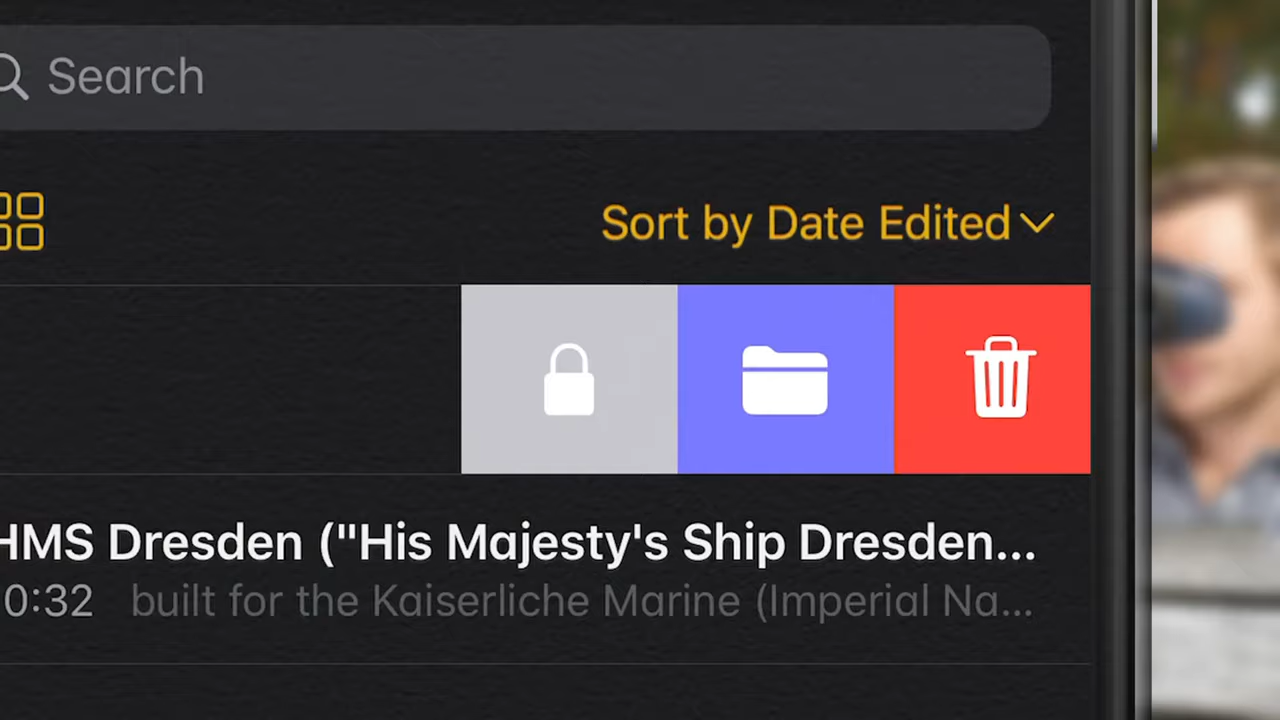 Search
Sort by Date Edited
HMS Dresden ("His Majesty's Ship Dresden...
0:32 built for the Kaiserliche Marine (Imperial Na...